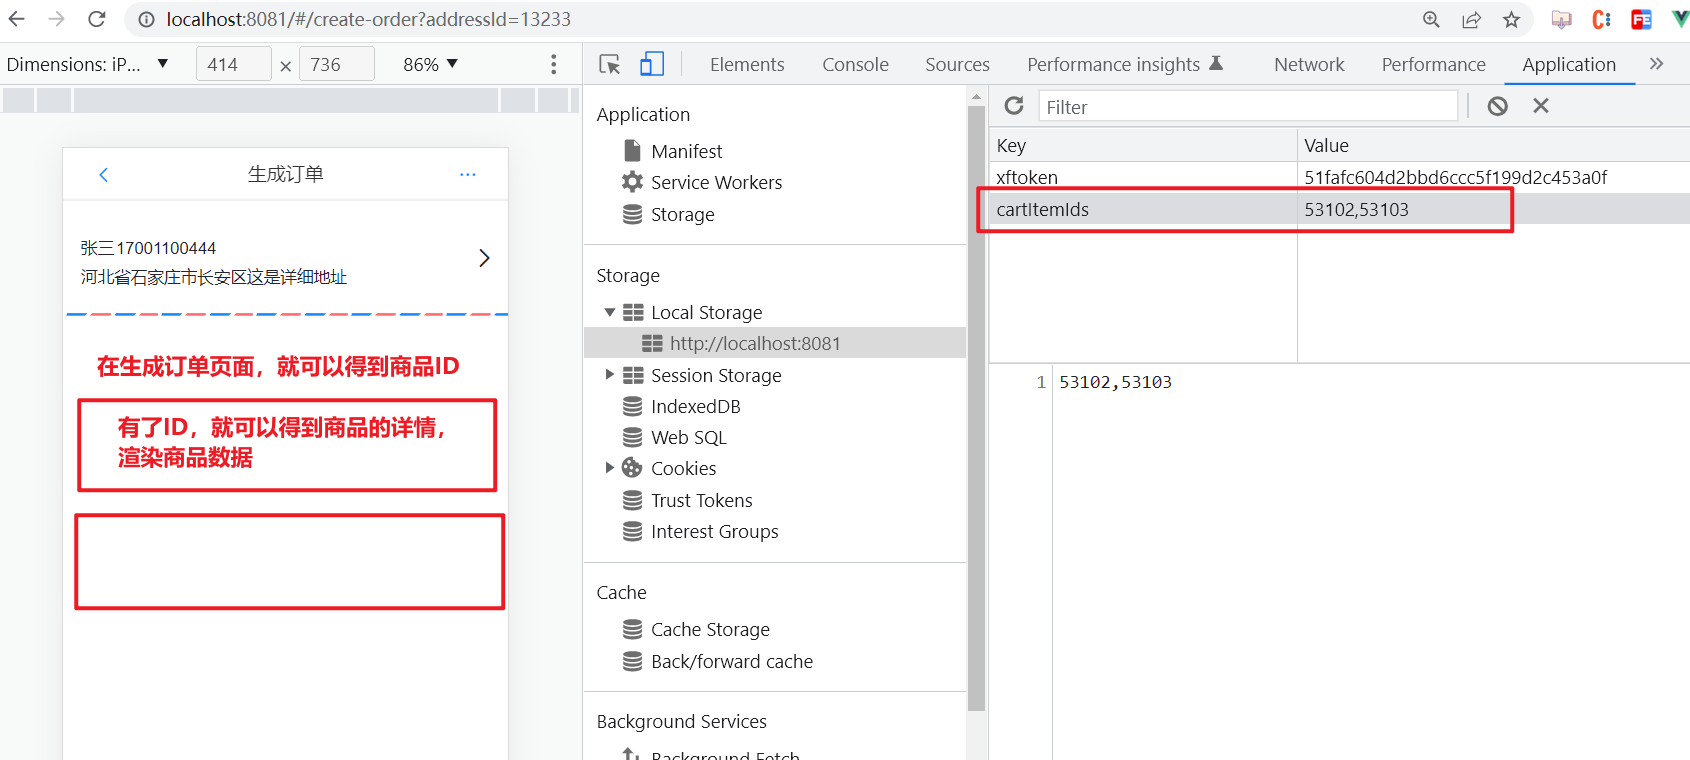 localhost:8081/#/create-order?addressId=13233
Dimensions: iP... ▼ 414 × 736 86% ▼
Elements Console Sources Performance insights Network Performance Application »
Application
Manifest
Service Workers
Storage
Storage
Local Storage
http://localhost:8081
Session Storage
IndexedDB
Web SQL
Cookies
Trust Tokens
Interest Groups
Cache
Cache Storage
Back/forward cache
Background Services
Background Fetch
Filter
Key Value
xftoken 51fafc604d2bbd6ccc5f199d2c453a0f
cartItemIds 53102,53103
1 53102,53103
生成订单
张三17001100444
河北省石家庄市长安区这是详细地址
在生成订单页面，就可以得到商品ID
有了ID，就可以得到商品的详情，
渲染商品数据